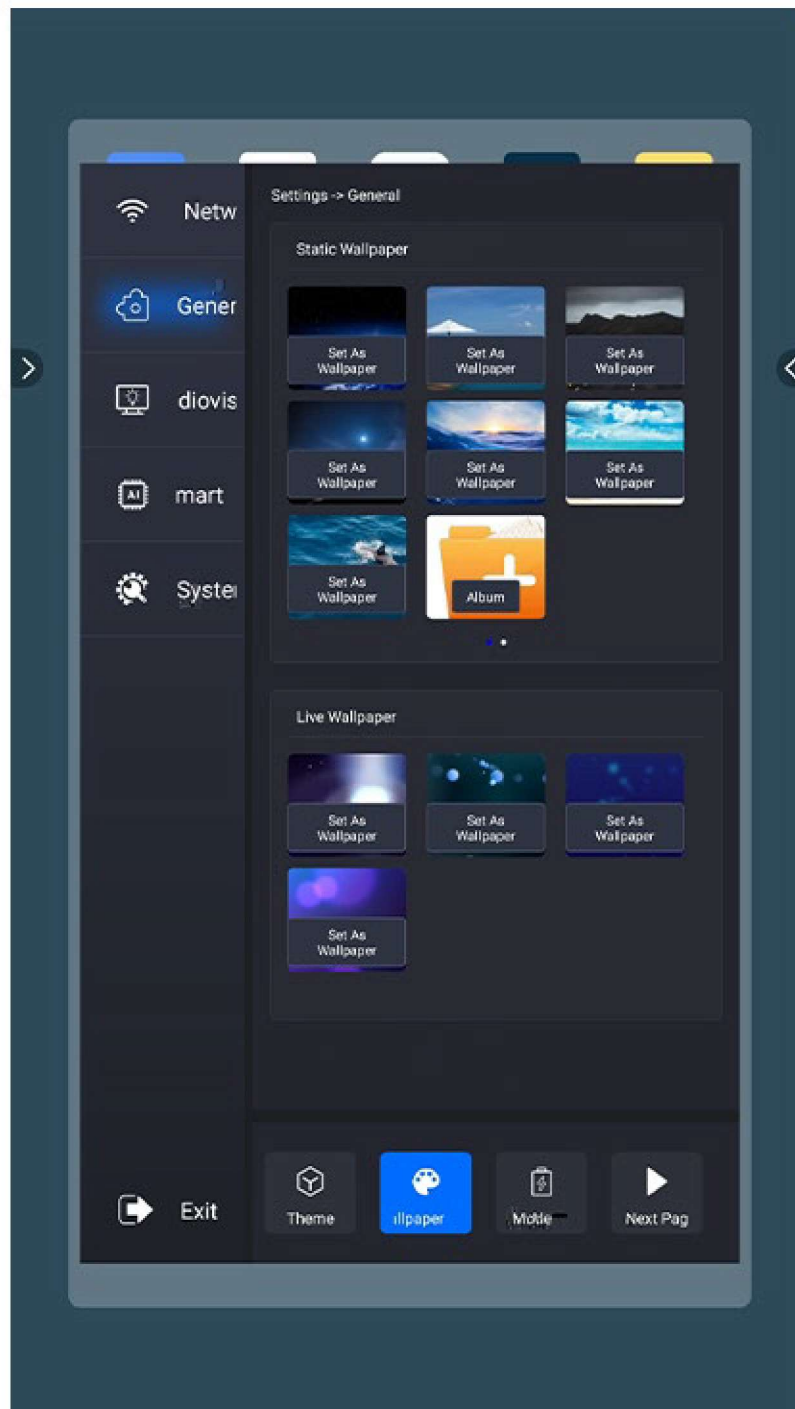 Settings -> General
Netw
Gener
diovis
mart
Syster
Exit
Static Wallpaper
Set As
Wallpaper
Set As
Wallpaper
Set As
Wallpaper
Set As
Wallpaper
Set As
Wallpaper
Set As
Wallpaper
Set As
Wallpaper
Album
Live Wallpaper
Set As
Wallpaper
Set As
Wallpaper
Set As
Wallpaper
Set As
Wallpaper
Theme
llpaper
Mode
Next Pag
AI